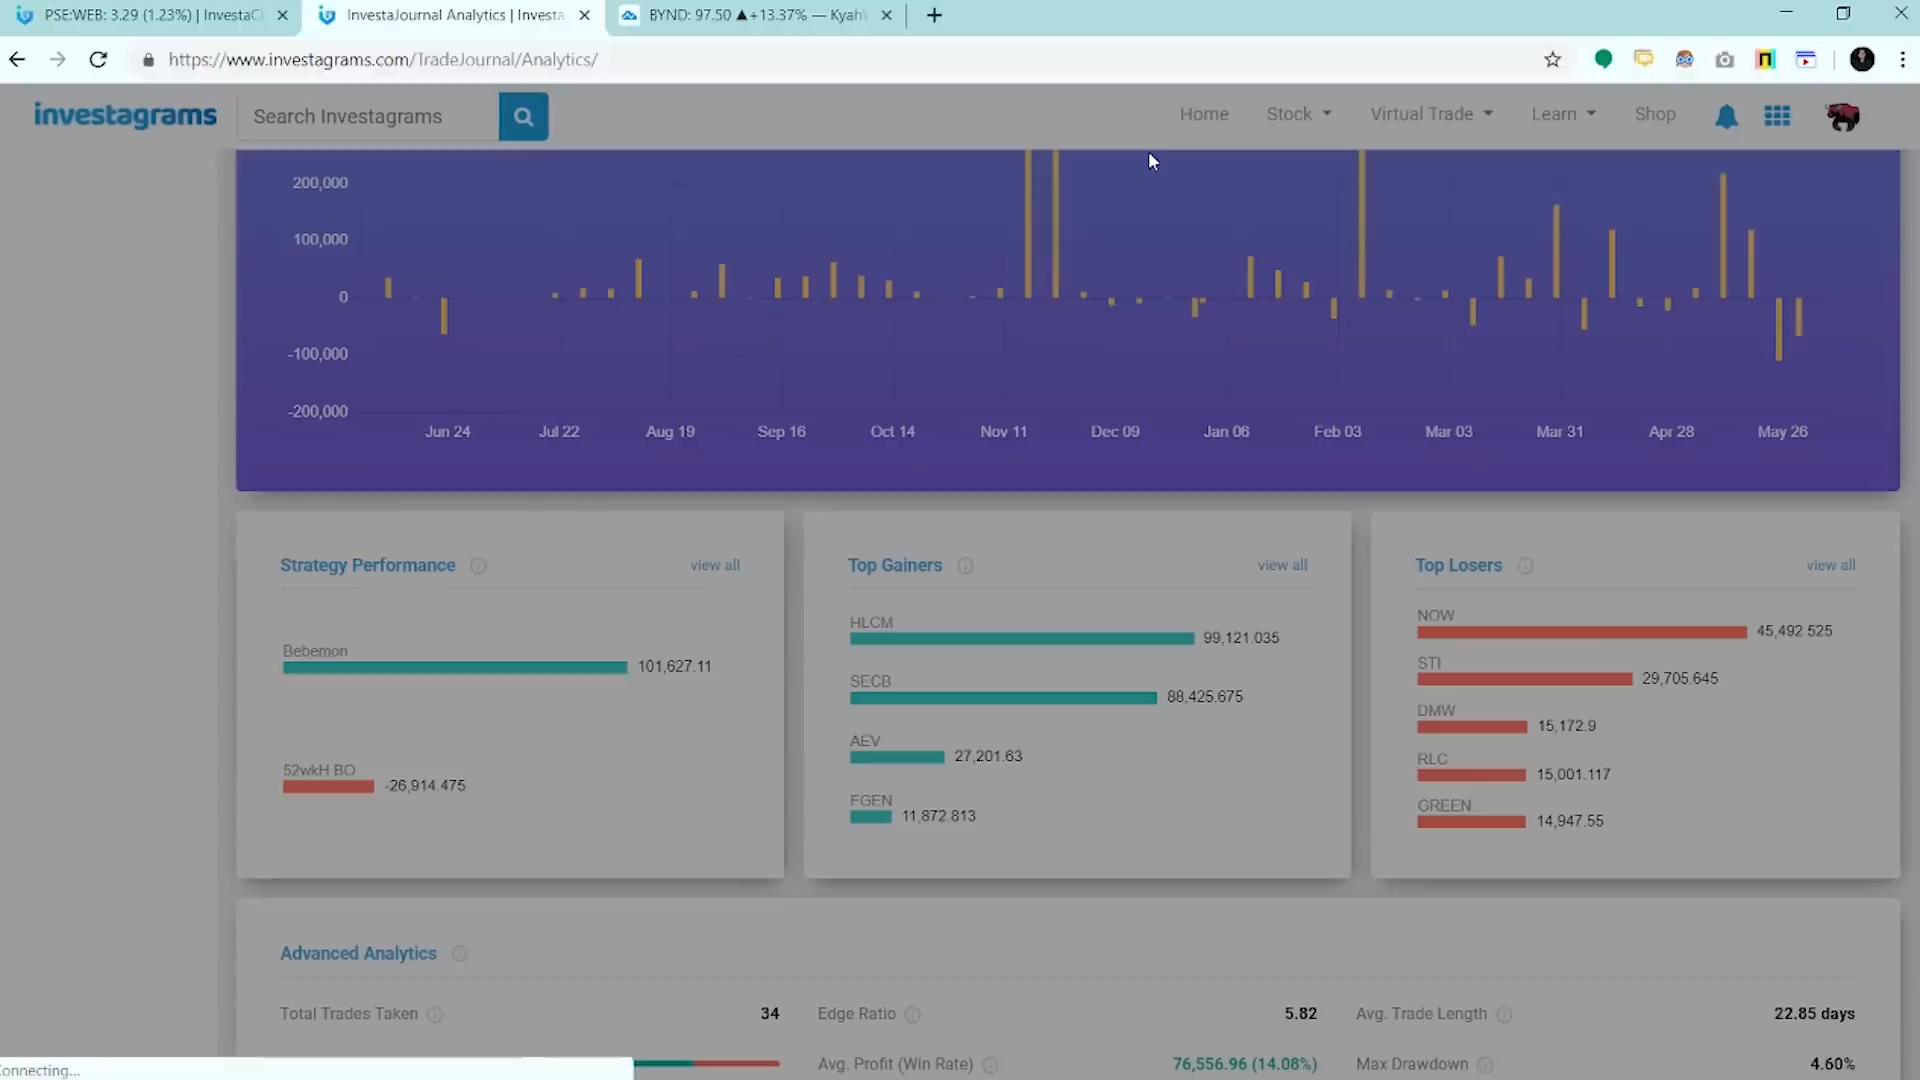 PSE:WEB: 3.29 (1.23%) | InvestaC
InvestaJournal Analytics | Investa
BYND: 97.50 ▲+13.37% — Kyah
https://www.investagrams.com/TradeJournal/Analytics/
investagrams
Search Investagrams
Home
Stock
Virtual Trade
Learn
Shop
200,000
100,000
0
-100,000
-200,000
Jun 24 Jul 22 Aug 19 Sep 16 Oct 14 Nov 11 Dec 09 Jan 06 Feb 03 Mar 03 Mar 31 Apr 28 May 26
Strategy Performance
view all
Bebemon
101,627.11
52wkH BO
-26,914.475
Top Gainers
view all
HLCM
99,121.035
SECB
88,425.675
AEV
27,201.63
FGEN
11,872.813
Top Losers
view all
NOW
45,492 525
STI
29,705.645
DMW
15,172.9
RLC
15,001.117
GREEN
14,947.55
Advanced Analytics
Total Trades Taken 34
Edge Ratio 5.82
Avg. Trade Length 22.85 days
Avg. Profit (Win Rate) 76,556.96 (14.08%)
Max Drawdown 4.60%
Connecting...